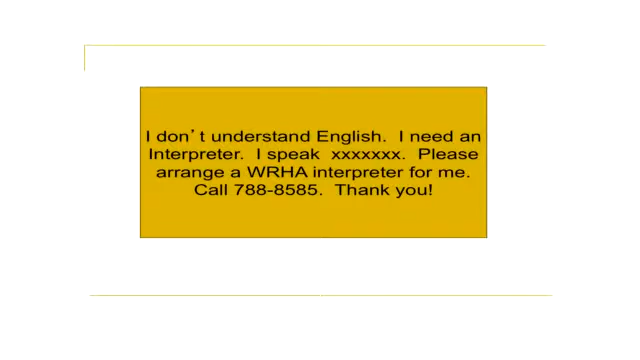 I don’t understand English.  I need an
Interpreter.  I speak  xxxxxxx.  Please
arrange a WRHA interpreter for me.
Call 788-8585.  Thank you!